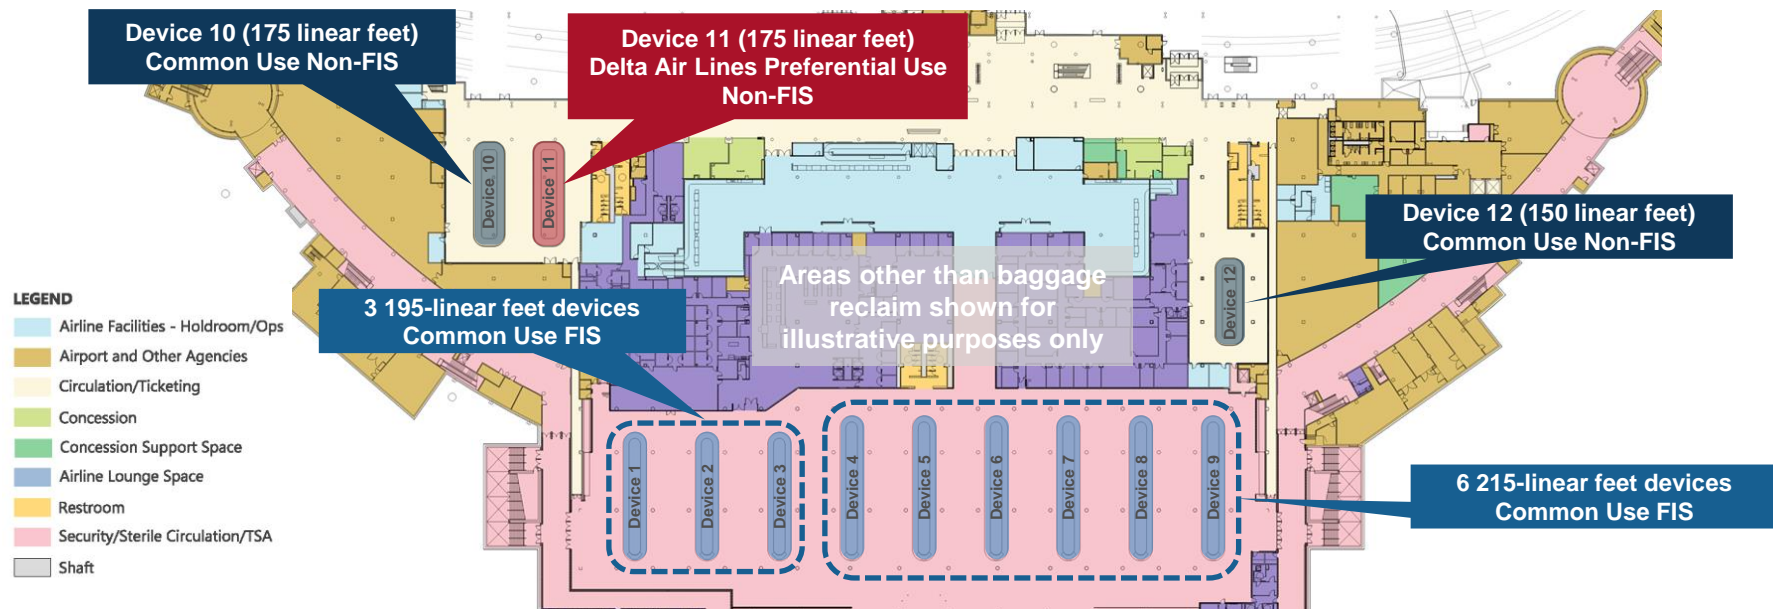 Device 10 (175 linear feet)
Common Use Non-FIS
Device 11 (175 linear feet)
Delta Air Lines Preferential Use
Non-FIS
Device 10
Device 11
Device 12 (150 linear feet)
Common Use Non-FIS
Device 12
Areas other than baggage
reclaim shown for
illustrative purposes only
3 195-linear feet devices
Common Use FIS
LEGEND
Airline Facilities - Holdroom/Ops
Airport and Other Agencies
Circulation/Ticketing
Concession
Concession Support Space
Airline Lounge Space
Restroom
Security/Sterile Circulation/TSA
Shaft
Device 1
Device 2
Device 3
Device 4
Device 5
Device 6
Device 7
Device 8
Device 9
6 215-linear feet devices
Common Use FIS